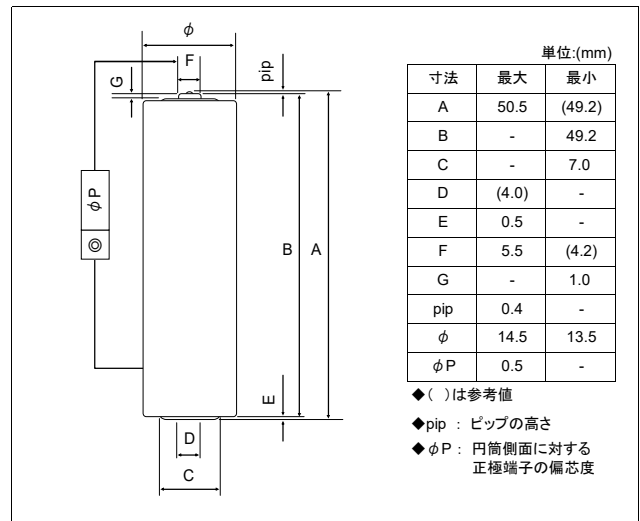 φ
F
G
pip
φP
◎
B
A
E
D
C
単位:(mm)
寸法 最大 最小
A 50.5 (49.2)
B - 49.2
C - 7.0
D (4.0) -
E 0.5 -
F 5.5 (4.2)
G - 1.0
pip 0.4 -
φ 14.5 13.5
φP 0.5 -
◆( )は参考値
◆pip : ピップの高さ
◆φP : 円筒側面に対する
正極端子の偏芯度